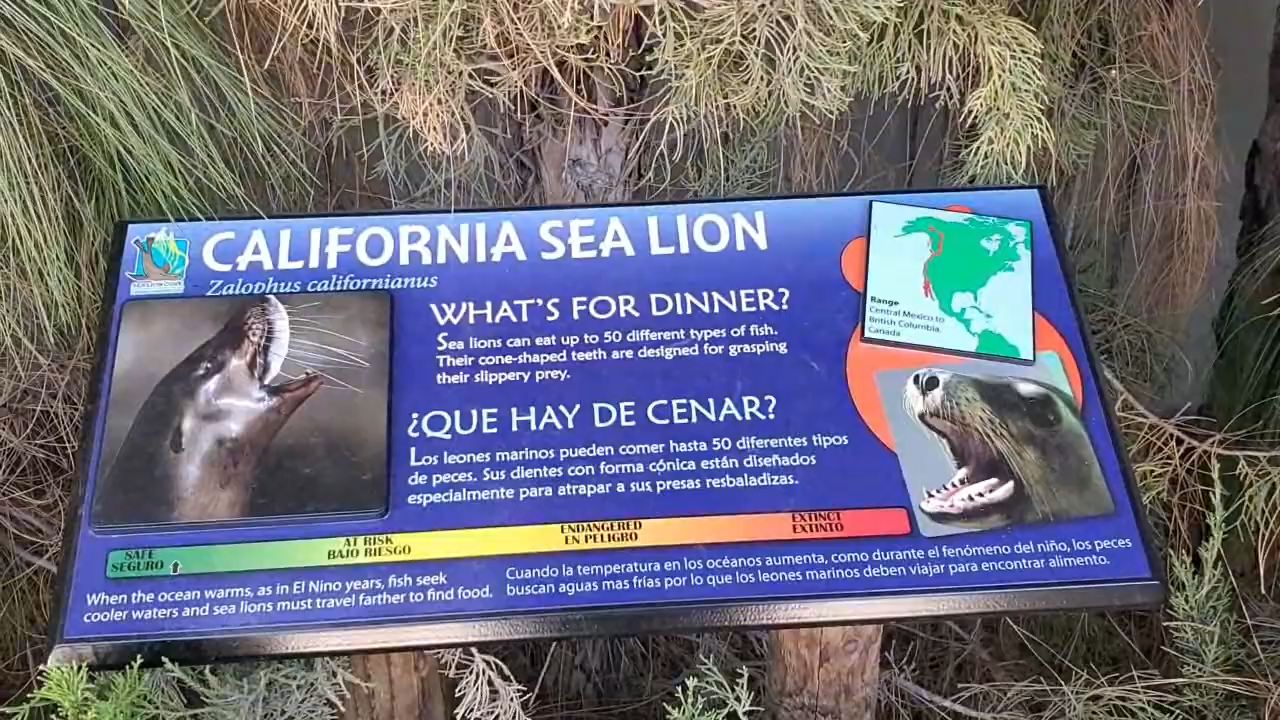 CALIFORNIA SEA LION
Zalophus californianus
WHAT'S FOR DINNER?
Sea lions can eat up to 50 different types of fish.
Their cone-shaped teeth are designed for grasping
their slippery prey.
¿QUE HAY DE CENAR?
Los leones marinos pueden comer hasta 50 diferentes tipos
de peces. Sus dientes con forma cónica están diseñados
especialmente para atrapar a sus presas resbaladizas.
Range
Central Mexico to
British Columbia,
Canada
SAFE
SEGURO
AT RISK
BAJO RIESGO
ENDANGERED
EN PELIGRO
EXTINCT
EXTINTO
When the ocean warms, as in El Nino years, fish seek
cooler waters and sea lions must travel farther to find food.
Cuando la temperatura en los océanos aumenta, como durante el fenómeno del niño, los peces
buscan aguas mas frías por lo que los leones marinos deben viajar para encontrar alimento.